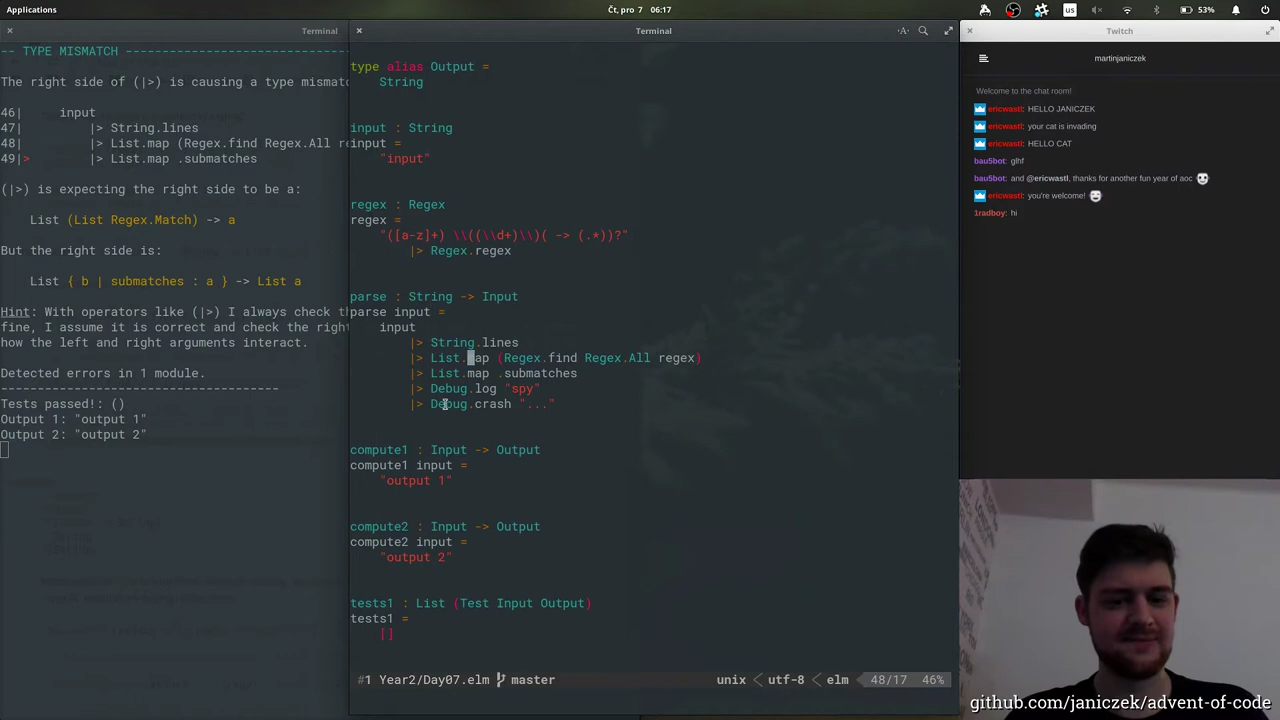 Applications
Čt, pro 7 06:17
us
53%
Terminal
-- TYPE MISMATCH ----------------------------
The right side of (|>) is causing a type mismatc
46| input
47| |> String.lines
48| |> List.map (Regex.find Regex.All re
49|> |> List.map .submatches
(|>) is expecting the right side to be a:
List (List Regex.Match) -> a
But the right side is:
List { b | submatches : a } -> List a
Hint: With operators like (|>) I always check th
fine, I assume it is correct and check the right
how the left and right arguments interact.
Detected errors in 1 module.
----------------------------------
Tests passed!: ()
Output 1: "output 1"
Output 2: "output 2"
Terminal
type alias Output =
String
input : String
input =
"input"
regex : Regex
regex =
"([a-z]+) \\((\\d+)\\)( -> (.*))?"
|> Regex.regex
parse : String -> Input
parse input =
input
|> String.lines
|> List.map (Regex.find Regex.All regex)
|> List.map .submatches
|> Debug.log "spy"
|> Debug.crash "..."
compute1 : Input -> Output
compute1 input =
"output 1"
compute2 : Input -> Output
compute2 input =
"output 2"
tests1 : List (Test Input Output)
tests1 =
[]
#1 Year2/Day07.elm master unix < utf-8 < elm 48/17 46%
Twitch
martinjaniczek
Welcome to the chat room!
ericwastl: HELLO JANICZEK
ericwastl: your cat is invading
ericwastl: HELLO CAT
bau5bot: glhf
bau5bot: and @ericwastl, thanks for another fun year of aoc
ericwastl: you're welcome!
1radboy: hi
github.com/janiczek/advent-of-code